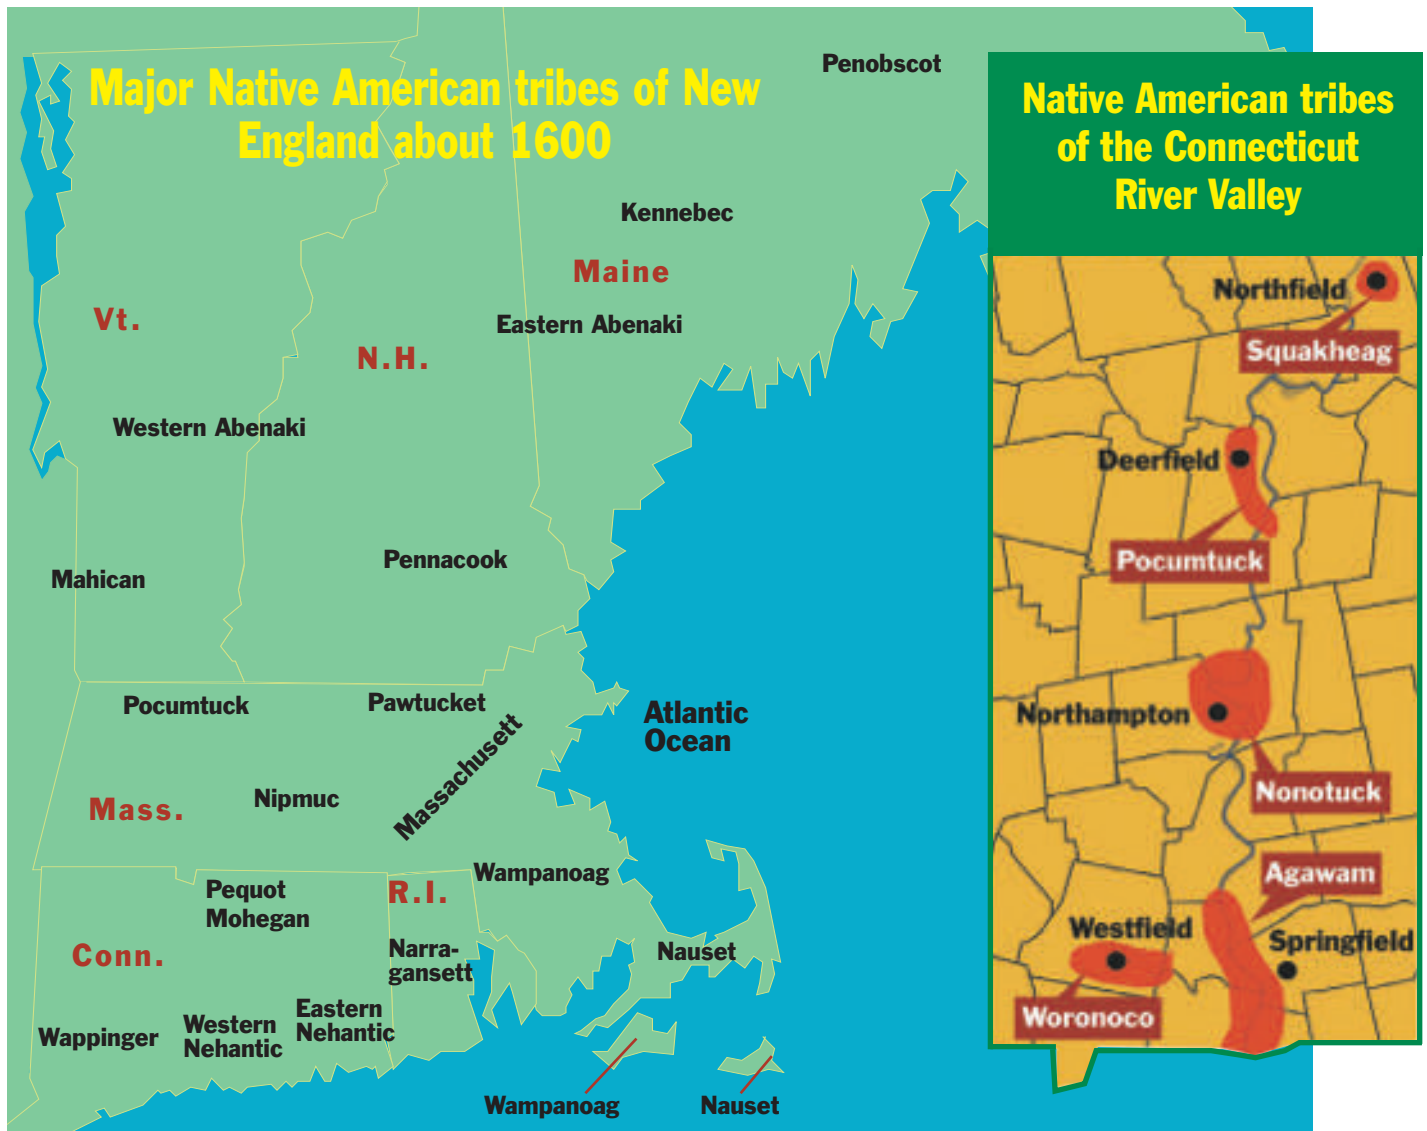 Major Native American tribes of New
England about 1600
Penobscot
Kennebec
Maine
Eastern Abenaki
Vt.
N.H.
Western Abenaki
Pennacook
Mahican
Pocumtuck
Pawtucket
Massachusett
Atlantic
Ocean
Mass.
Nipmuc
Wampanoag
Pequot
Mohegan
R.I.
Conn.
Narra-
gansett
Nauset
Wappinger
Western
Nehantic
Eastern
Nehantic
Wampanoag
Nauset
Native American tribes
of the Connecticut
River Valley
Northfield
Squakheag
Deerfield
Pocumtuck
Northampton
Nonotuck
Agawam
Westfield
Springfield
Woronoco